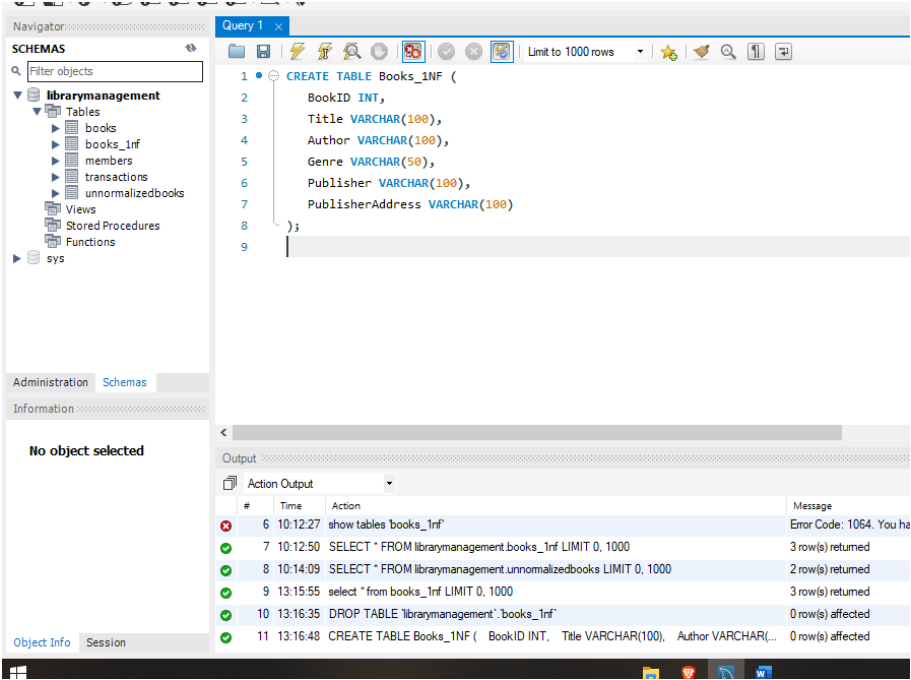 Navigator
SCHEMAS
Filter objects
librarymanagement
Tables
books
books_1nf
members
transactions
unnormalizedbooks
Views
Stored Procedures
Functions
sys
Administration Schemas
Information
No object selected
Object Info Session
Query 1
Limit to 1000 rows
1 CREATE TABLE Books_1NF (
2 BookID INT,
3 Title VARCHAR(100),
4 Author VARCHAR(100),
5 Genre VARCHAR(50),
6 Publisher VARCHAR(100),
7 PublisherAddress VARCHAR(100)
8 );
9
Output
Action Output
# Time Action Message
6 10:12:27 show tables 'books_1nf' Error Code: 1064. You ha
7 10:12:50 SELECT * FROM librarymanagement.books_1nf LIMIT 0, 1000 3 row(s) returned
8 10:14:09 SELECT * FROM librarymanagement.unnormalizedbooks LIMIT 0, 1000 2 row(s) returned
9 13:15:55 select * from books_1nf LIMIT 0, 1000 3 row(s) returned
10 13:16:35 DROP TABLE `librarymanagement`.`books_1nf` 0 row(s) affected
11 13:16:48 CREATE TABLE Books_1NF ( BookID INT, Title VARCHAR(100), Author VARCHAR(... 0 row(s) affected